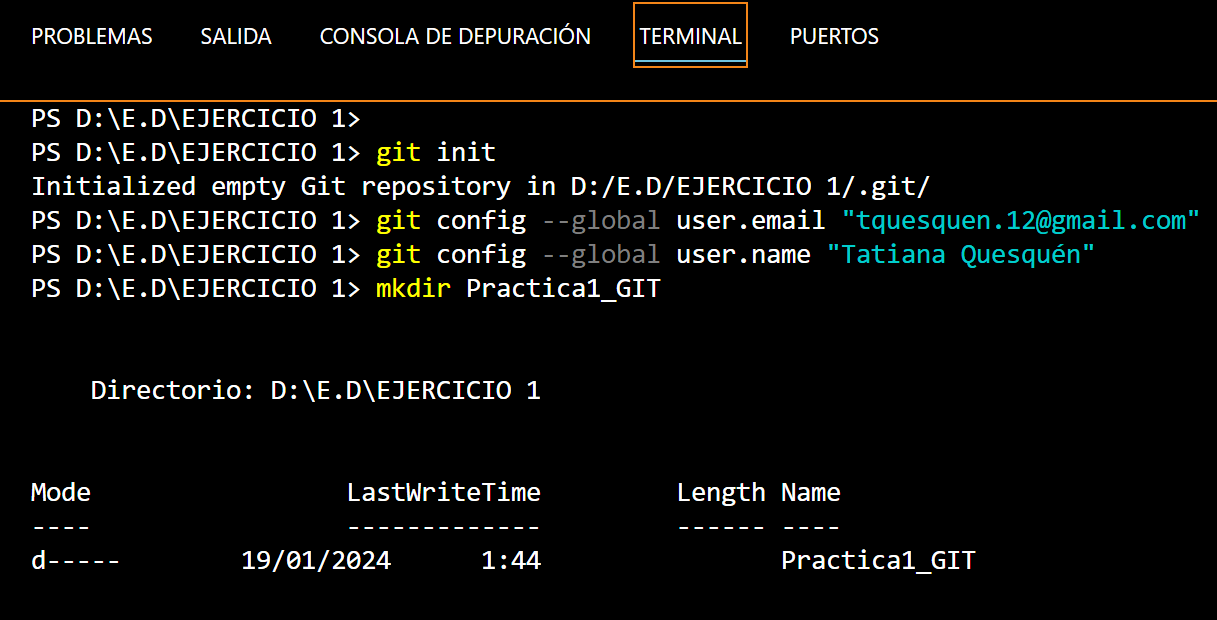 PROBLEMAS SALIDA CONSOLA DE DEPURACIÓN TERMINAL PUERTOS
PS D:\E.D\EJERCICIO 1>
PS D:\E.D\EJERCICIO 1> git init
Initialized empty Git repository in D:/E.D/EJERCICIO 1/.git/
PS D:\E.D\EJERCICIO 1> git config --global user.email "tquesquen.12@gmail.com"
PS D:\E.D\EJERCICIO 1> git config --global user.name "Tatiana Quesquén"
PS D:\E.D\EJERCICIO 1> mkdir Practica1_GIT
Directorio: D:\E.D\EJERCICIO 1
Mode LastWriteTime Length Name
---- ------------- ------ ----
d----- 19/01/2024 1:44 Practica1_GIT